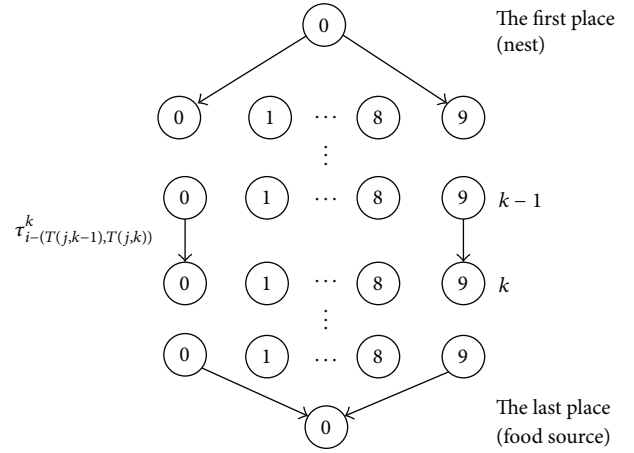 0
The first place
(nest)
0 1 ⋯ 8 9
⋮
0 1 ⋯ 8 9 k − 1
τ^k_{i−(T(j,k−1),T(j,k))}
0 1 ⋯ 8 9 k
⋮
0 1 ⋯ 8 9
The last place
0
(food source)